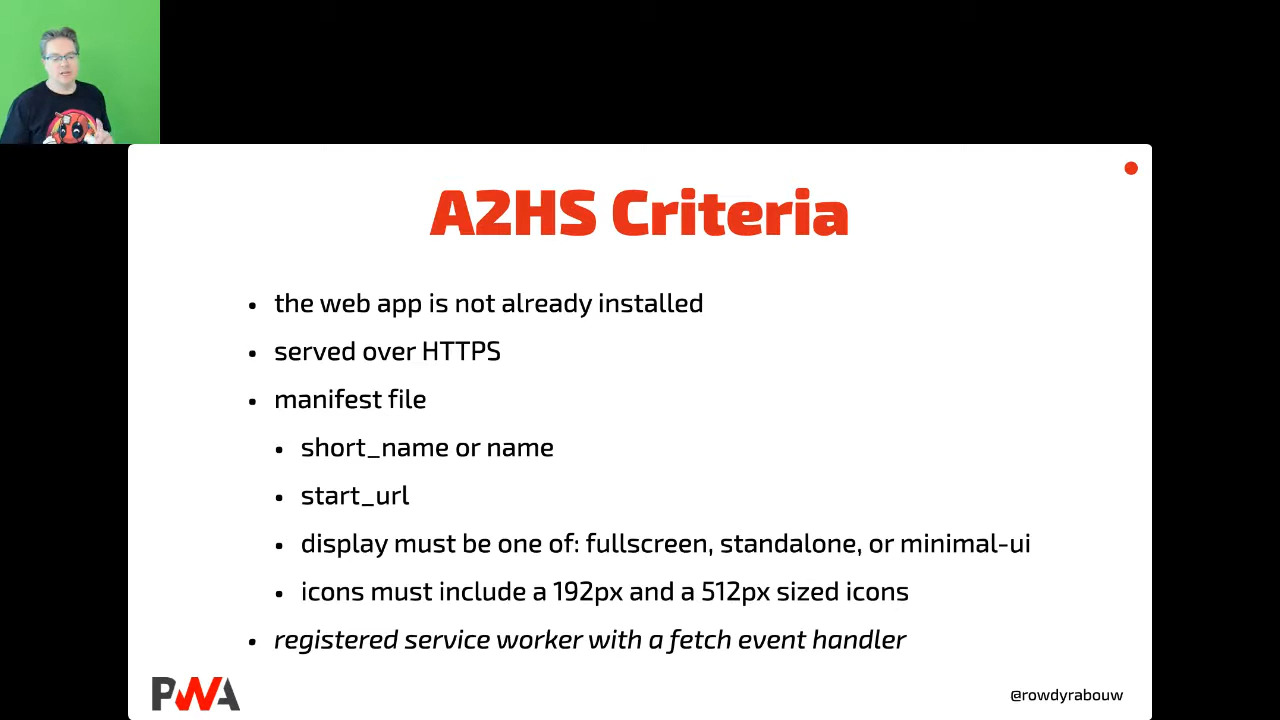 A2HS Criteria
• the web app is not already installed
• served over HTTPS
• manifest file
• short_name or name
• start_url
• display must be one of: fullscreen, standalone, or minimal-ui
• icons must include a 192px and a 512px sized icons
• registered service worker with a fetch event handler
PWA
@rowdyrabouw